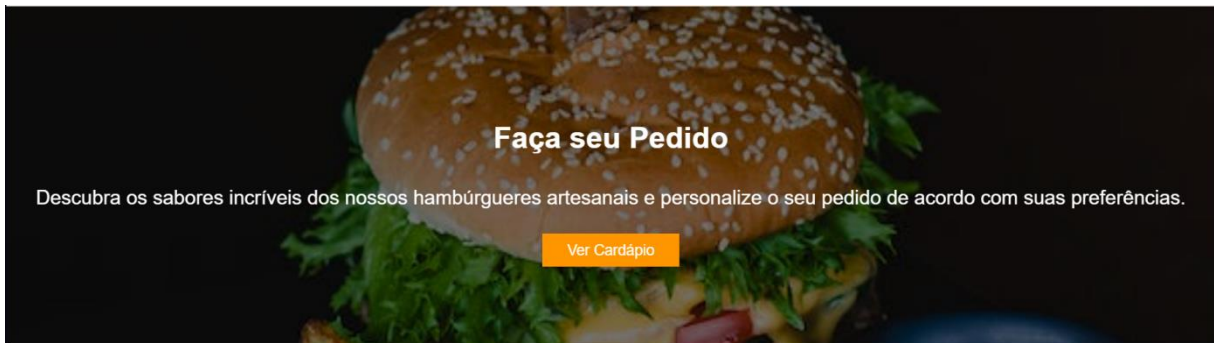 Faça seu Pedido
Descubra os sabores incríveis dos nossos hambúrgueres artesanais e personalize o seu pedido de acordo com suas preferências.
Ver Cardápio